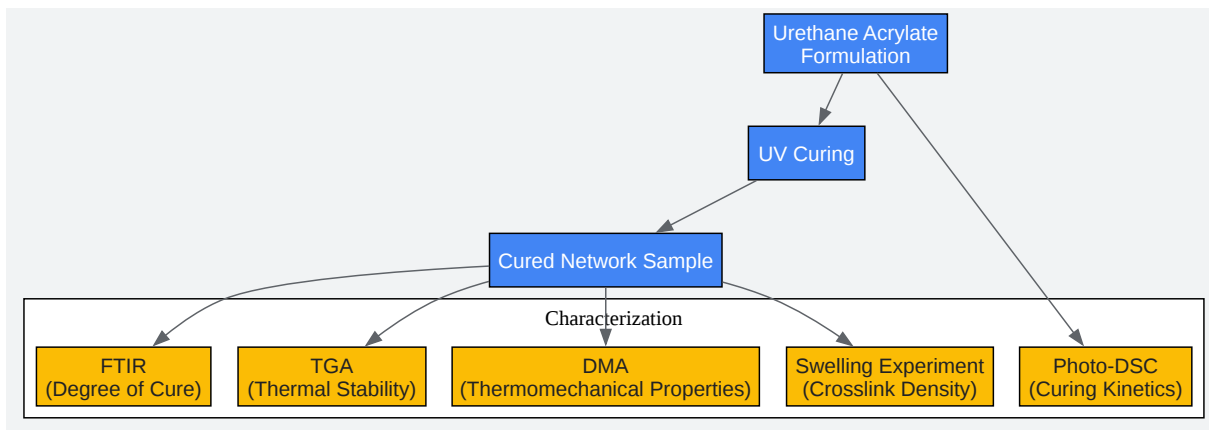 Urethane Acrylate
Formulation
UV Curing
Cured Network Sample
Characterization
FTIR
(Degree of Cure)
TGA
(Thermal Stability)
DMA
(Thermomechanical Properties)
Swelling Experiment
(Crosslink Density)
Photo-DSC
(Curing Kinetics)